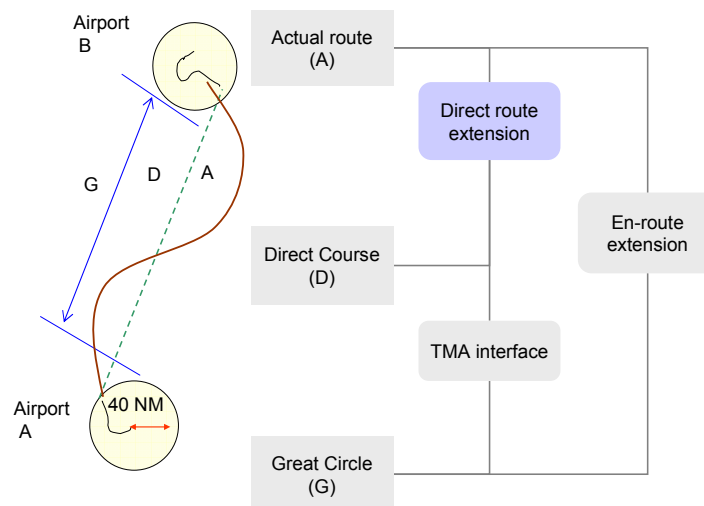 Airport
B
G
D
A
Airport
A
40 NM
Actual route
(A)
Direct route
extension
En-route
extension
Direct Course
(D)
TMA interface
Great Circle
(G)